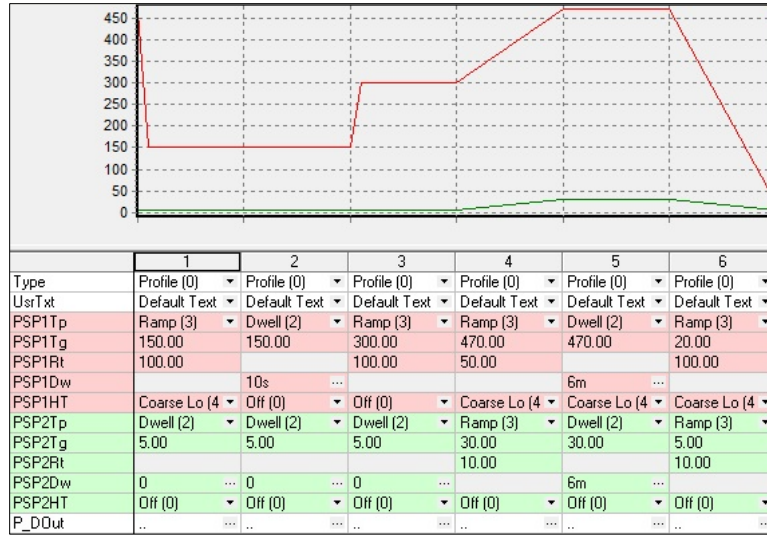 450
400
350
300
250
200
150
100
50
0
1 2 3 4 5 6
Type Profile (0) Profile (0) Profile (0) Profile (0) Profile (0) Profile (0)
UsrTxt Default Text Default Text Default Text Default Text Default Text Default Text
PSP1Tp Ramp (3) Dwell (2) Ramp (3) Ramp (3) Dwell (2) Ramp (3)
PSP1Tg 150.00 150.00 300.00 470.00 470.00 20.00
PSP1Rt 100.00 100.00 50.00 100.00
PSP1Dw 10s ... 6m ...
PSP1HT Coarse Lo (4 Off (0) Off (0) Coarse Lo (4 Coarse Lo (4 Coarse Lo (4
PSP2Tp Dwell (2) Dwell (2) Dwell (2) Ramp (3) Dwell (2) Ramp (3)
PSP2Tg 5.00 5.00 5.00 30.00 30.00 5.00
PSP2Rt 10.00 10.00
PSP2Dw 0 ... 0 ... 0 ... 6m ...
PSP2HT Off (0) Off (0) Off (0) Off (0) Off (0) Off (0)
P_DOut .. ... .. ... .. ... .. ... .. ... .. ...